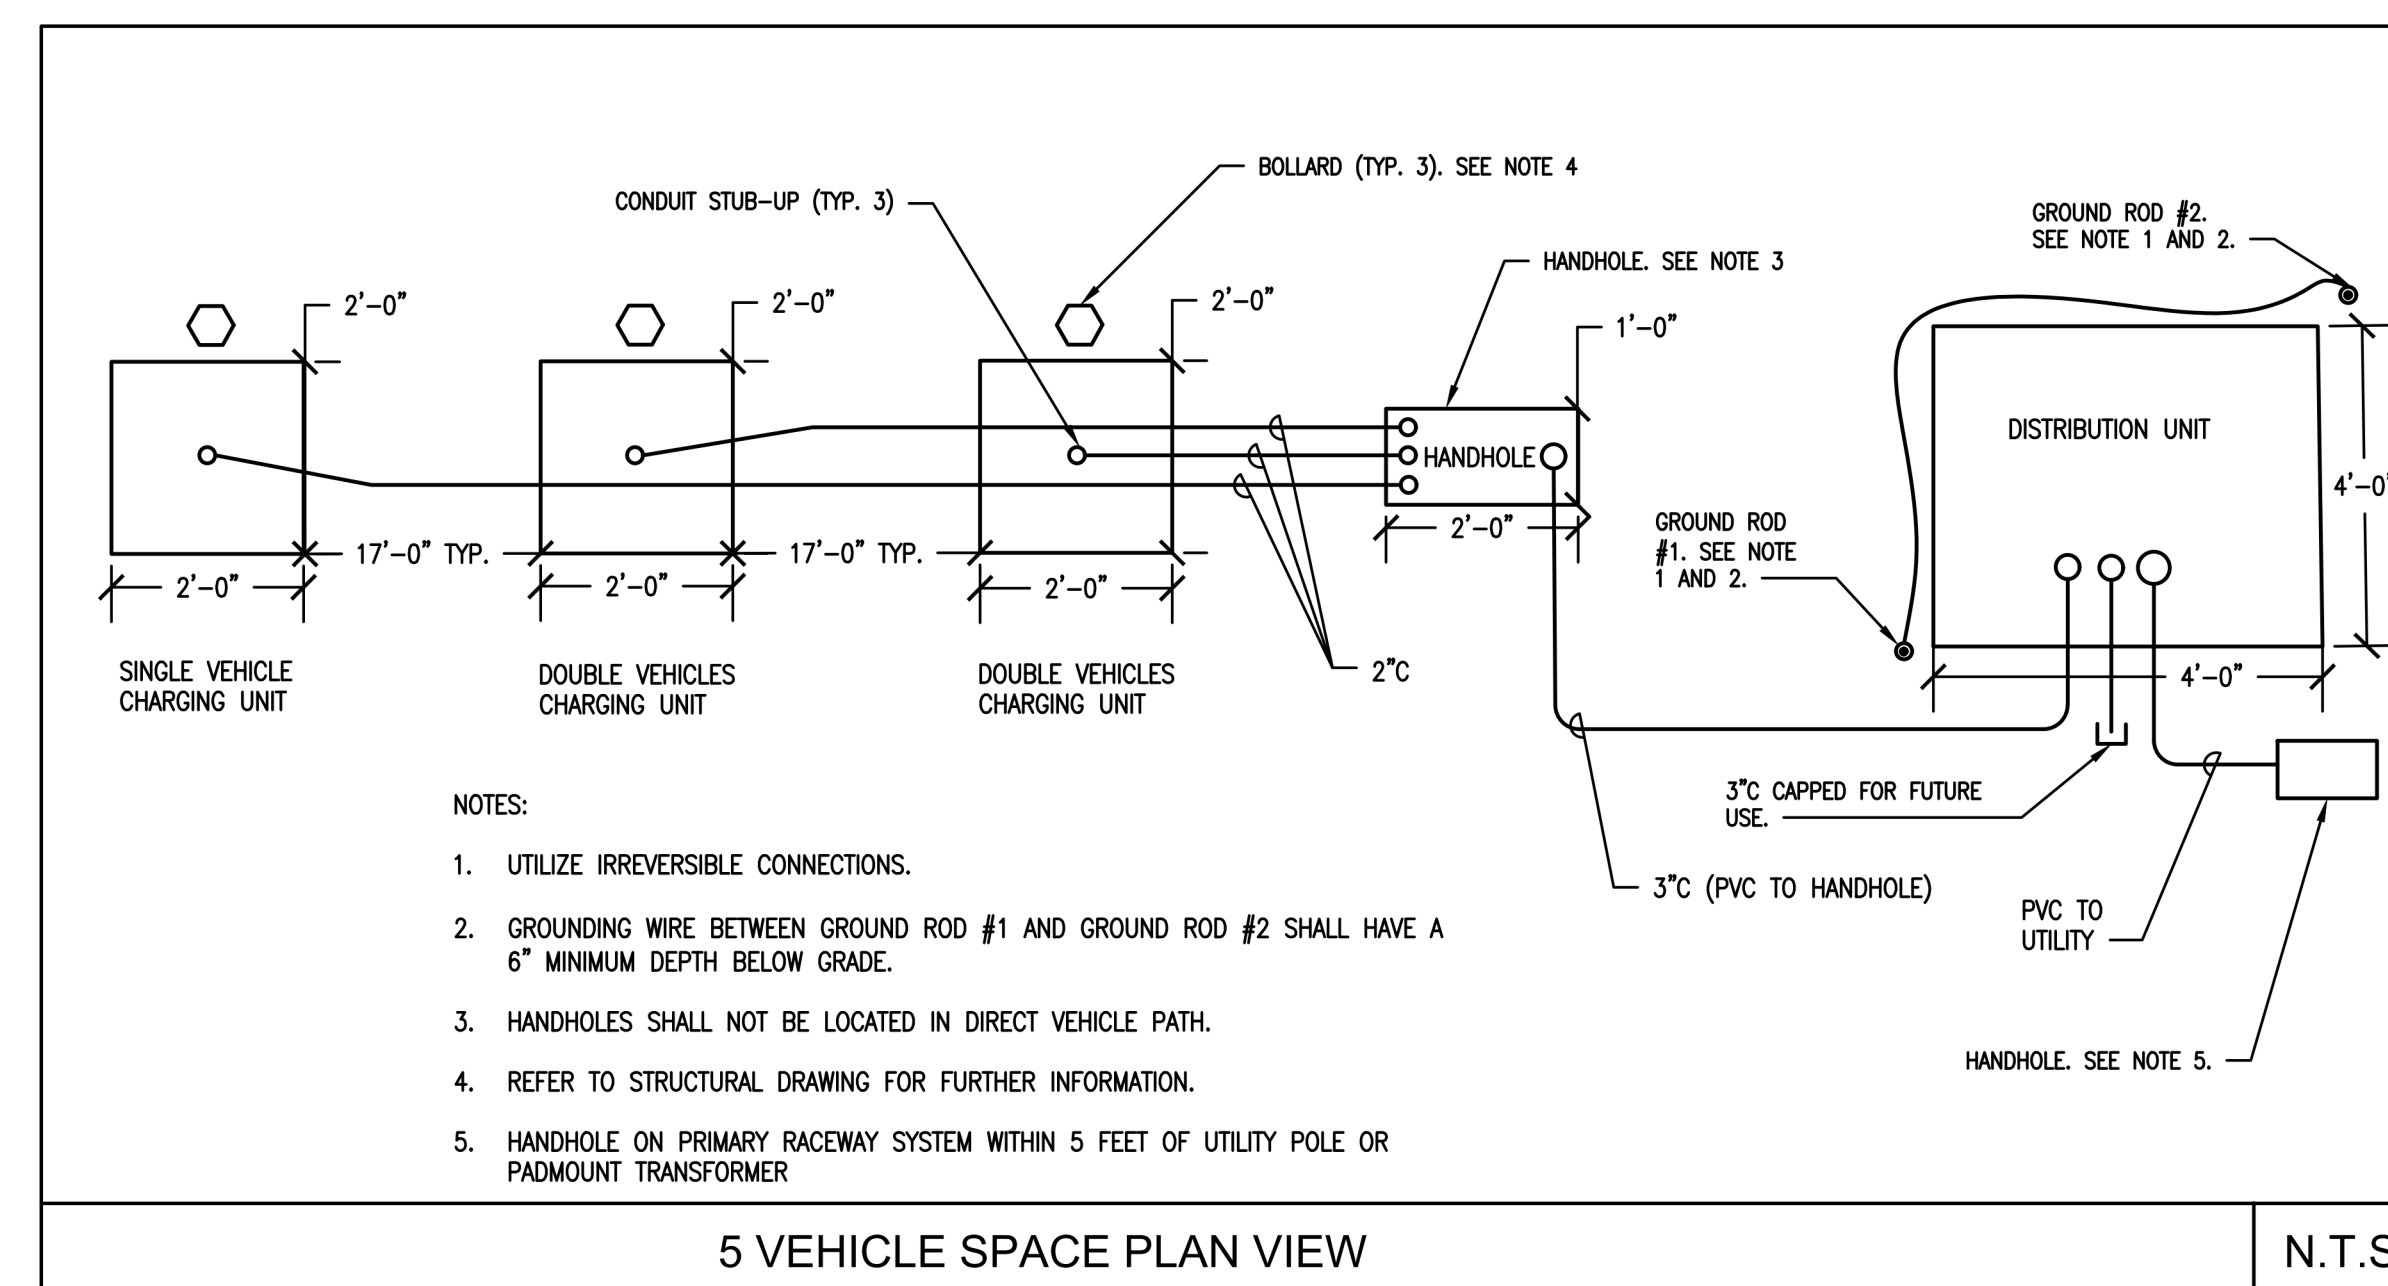 BOLLARD (TYP. 3). SEE NOTE 4
CONDUIT STUB-UP (TYP. 3)
GROUND ROD #2.
SEE NOTE 1 AND 2.
HANDHOLE. SEE NOTE 3
2'-0"
2'-0"
2'-0"
1'-0"
DISTRIBUTION UNIT
HANDHOLE
4'-0"
GROUND ROD
#1. SEE NOTE
1 AND 2.
2'-0"
17'-0" TYP.
17'-0" TYP.
2'-0"
2'-0"
2'-0"
SINGLE VEHICLE
CHARGING UNIT
DOUBLE VEHICLES
CHARGING UNIT
DOUBLE VEHICLES
CHARGING UNIT
2"C
4'-0"
3"C CAPPED FOR FUTURE
USE.
3"C (PVC TO HANDHOLE)
PVC TO
UTILITY
HANDHOLE. SEE NOTE 5.
NOTES:
1. UTILIZE IRREVERSIBLE CONNECTIONS.
2. GROUNDING WIRE BETWEEN GROUND ROD #1 AND GROUND ROD #2 SHALL HAVE A
6" MINIMUM DEPTH BELOW GRADE.
3. HANDHOLES SHALL NOT BE LOCATED IN DIRECT VEHICLE PATH.
4. REFER TO STRUCTURAL DRAWING FOR FURTHER INFORMATION.
5. HANDHOLE ON PRIMARY RACEWAY SYSTEM WITHIN 5 FEET OF UTILITY POLE OR
PADMOUNT TRANSFORMER
5 VEHICLE SPACE PLAN VIEW
N.T.S